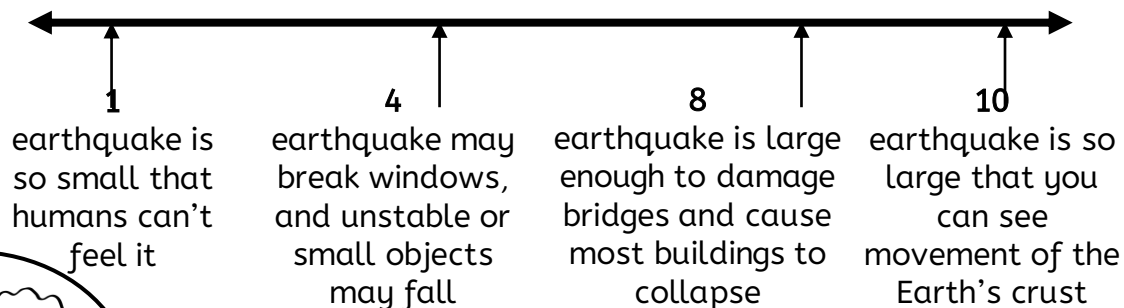 1
earthquake is
so small that
humans can't
feel it
4
earthquake may
break windows,
and unstable or
small objects
may fall
8
earthquake is large
enough to damage
bridges and cause
most buildings to
collapse
10
earthquake is so
large that you
can see
movement of the
Earth's crust